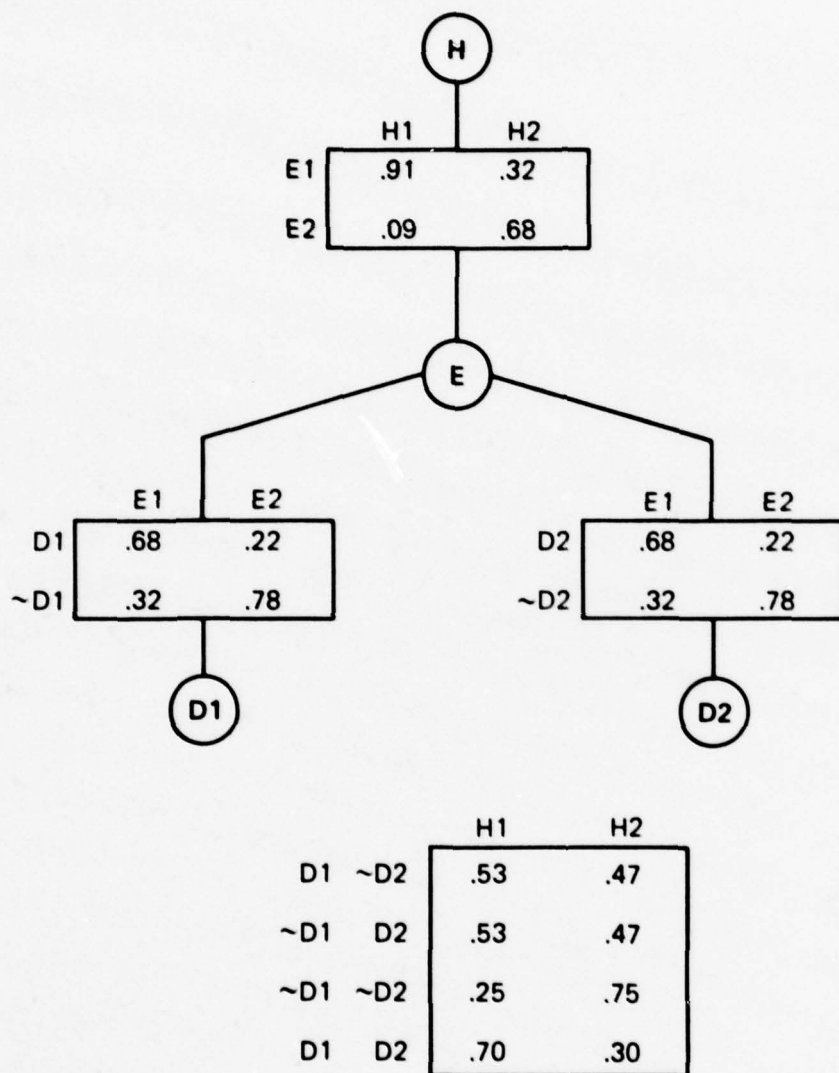 H
H1 H2
E1 .91 .32
E2 .09 .68
E
E1 E2
D1 .68 .22
~D1 .32 .78
D1
E1 E2
D2 .68 .22
~D2 .32 .78
D2
H1 H2
D1 ~D2 .53 .47
~D1 D2 .53 .47
~D1 ~D2 .25 .75
D1 D2 .70 .30